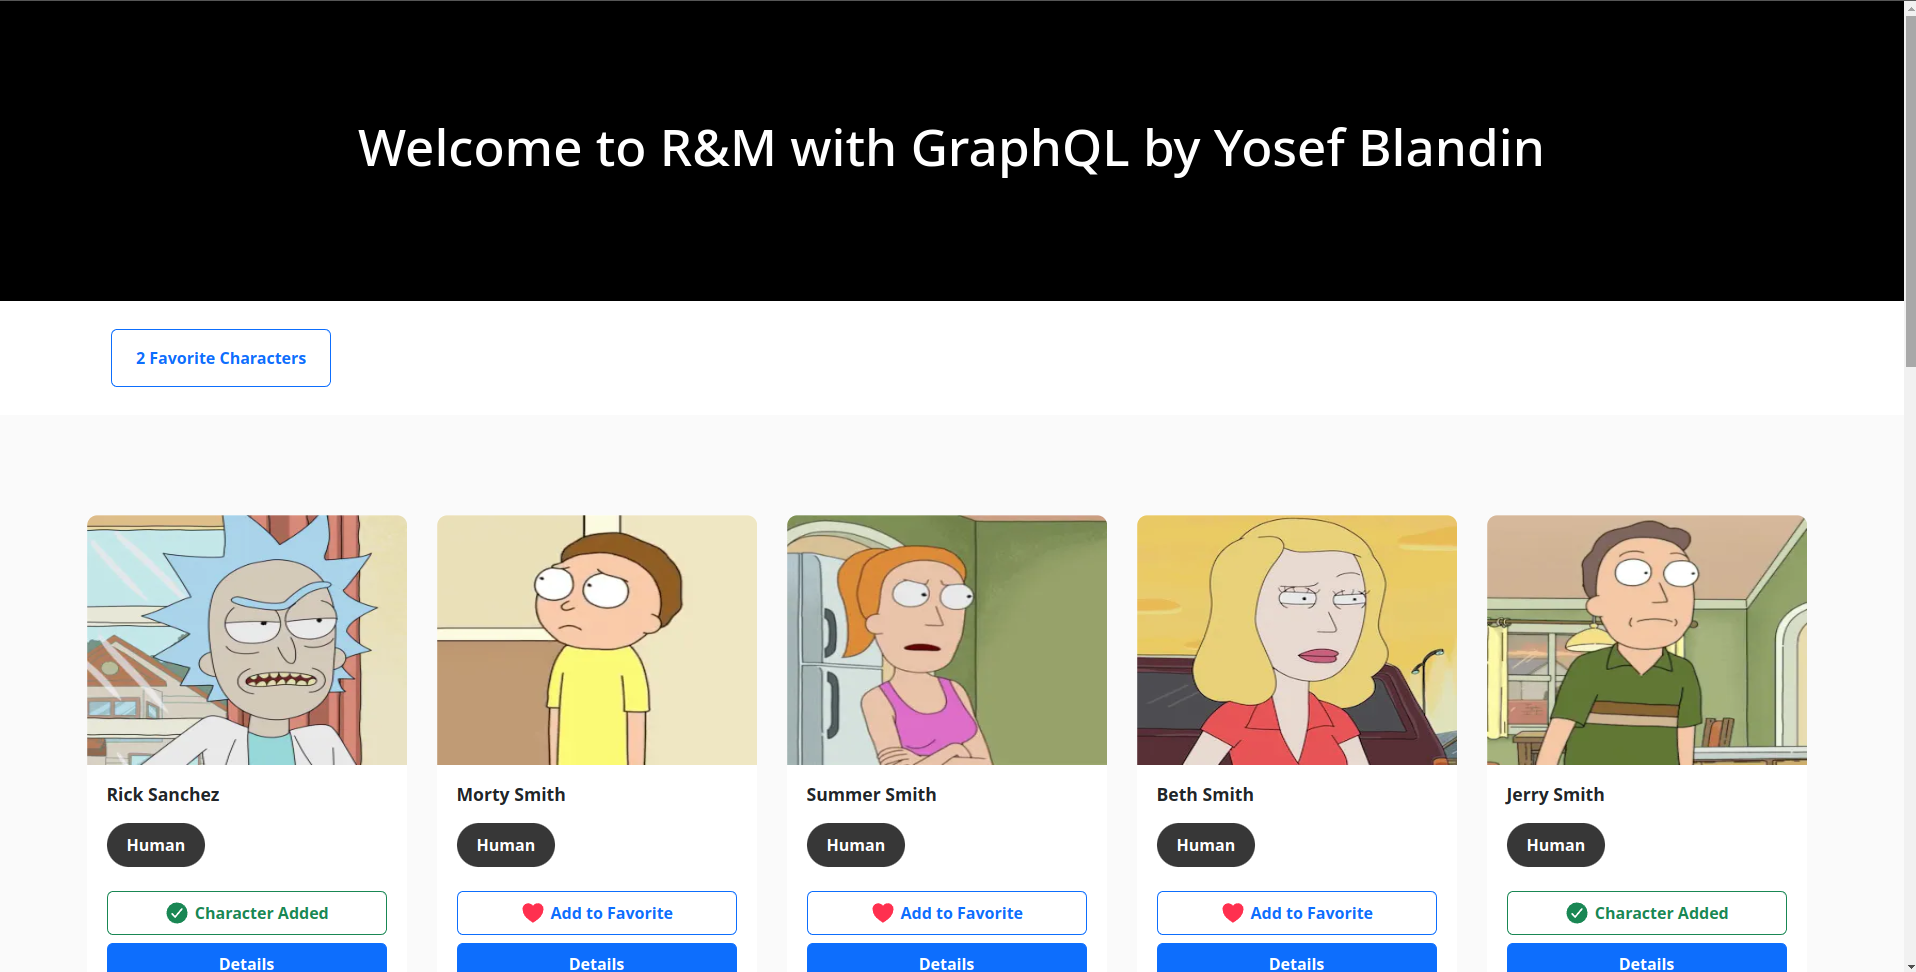 Welcome to R&M with GraphQL by Yosef Blandin
2 Favorite Characters
Rick Sanchez
Human
Character Added
Details
Morty Smith
Human
Add to Favorite
Details
Summer Smith
Human
Add to Favorite
Details
Beth Smith
Human
Add to Favorite
Details
Jerry Smith
Human
Character Added
Details